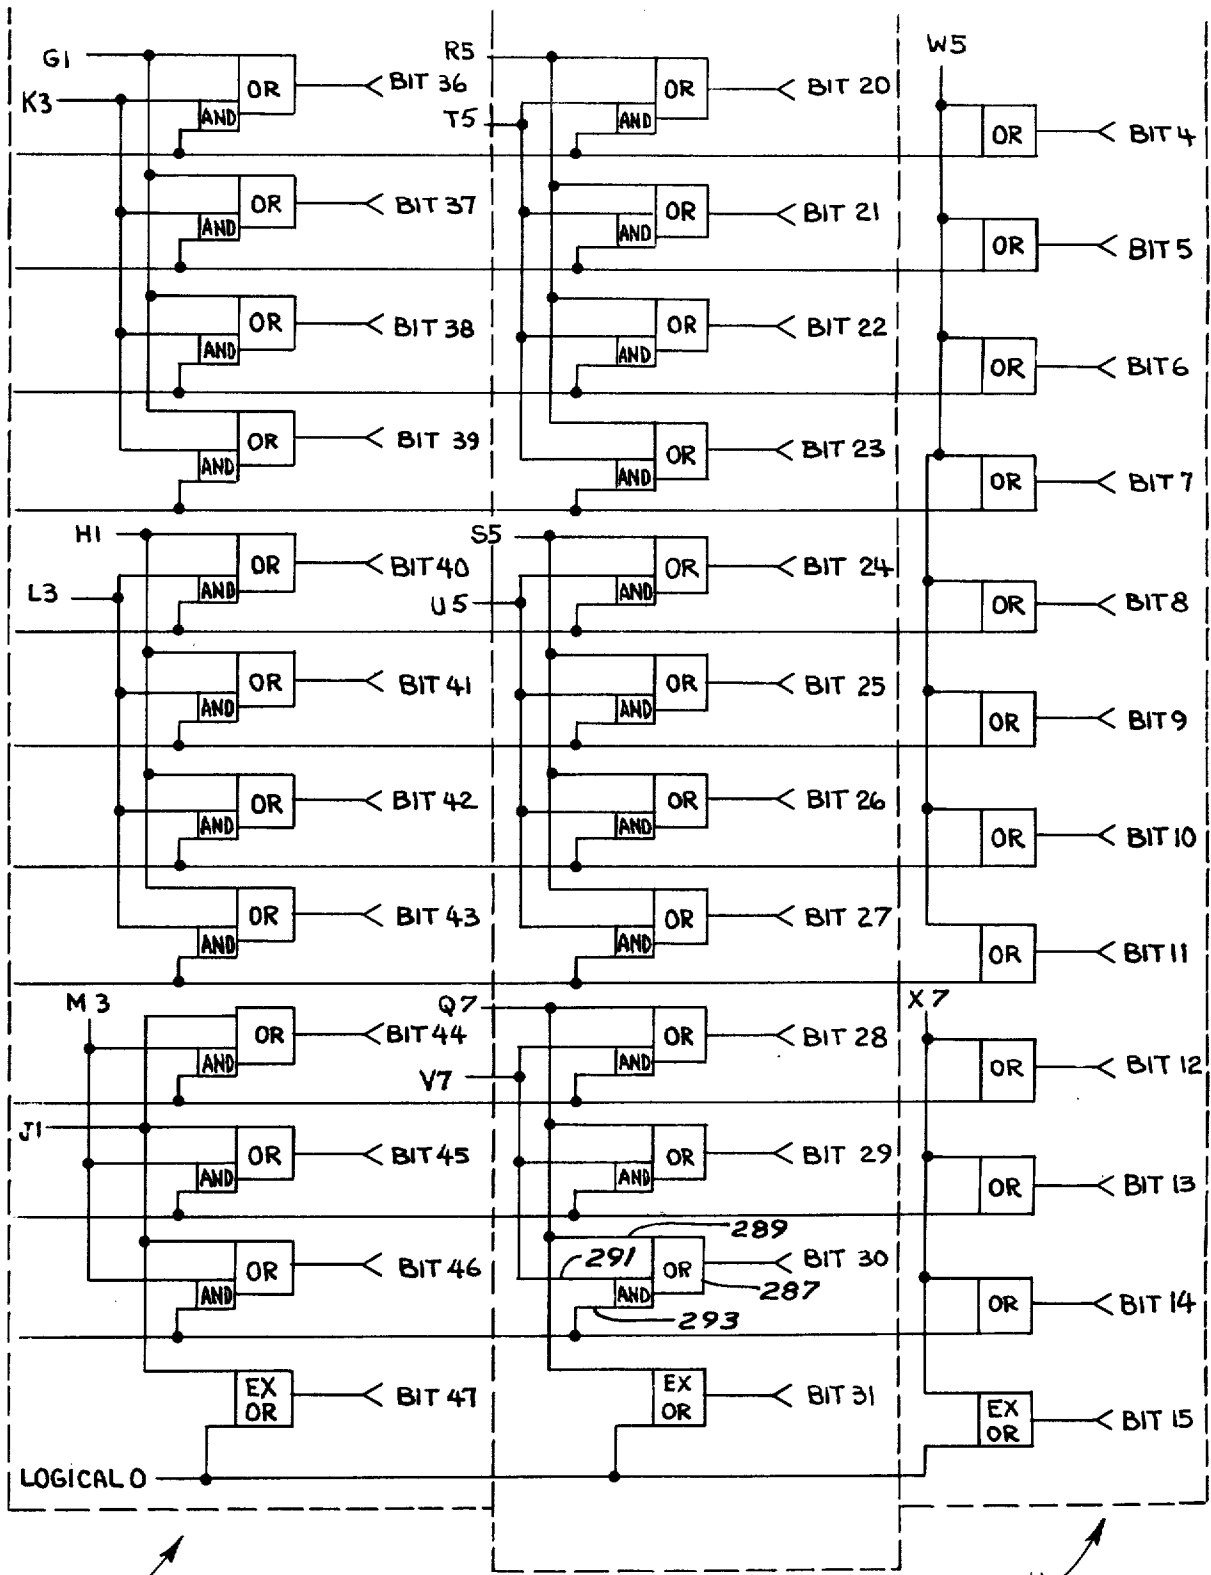 G1
K3
OR
AND
BIT 36
OR
AND
BIT 37
OR
AND
BIT 38
OR
AND
BIT 39
H1
L3
OR
AND
BIT 40
OR
AND
BIT 41
OR
AND
BIT 42
OR
AND
BIT 43
M3
OR
AND
BIT 44
J1
OR
AND
BIT 45
OR
AND
BIT 46
EX
OR
BIT 47
LOGICAL 0
R5
T5
OR
AND
BIT 20
OR
AND
BIT 21
OR
AND
BIT 22
OR
AND
BIT 23
S5
U5
OR
AND
BIT 24
OR
AND
BIT 25
OR
AND
BIT 26
OR
AND
BIT 27
Q7
V7
OR
AND
BIT 28
OR
AND
BIT 29
289
291
OR
AND
BIT 30
287
293
EX
OR
BIT 31
W5
OR
BIT 4
OR
BIT 5
OR
BIT 6
OR
BIT 7
OR
BIT 8
OR
BIT 9
OR
BIT 10
OR
BIT 11
X7
OR
BIT 12
OR
BIT 13
OR
BIT 14
EX
OR
BIT 15